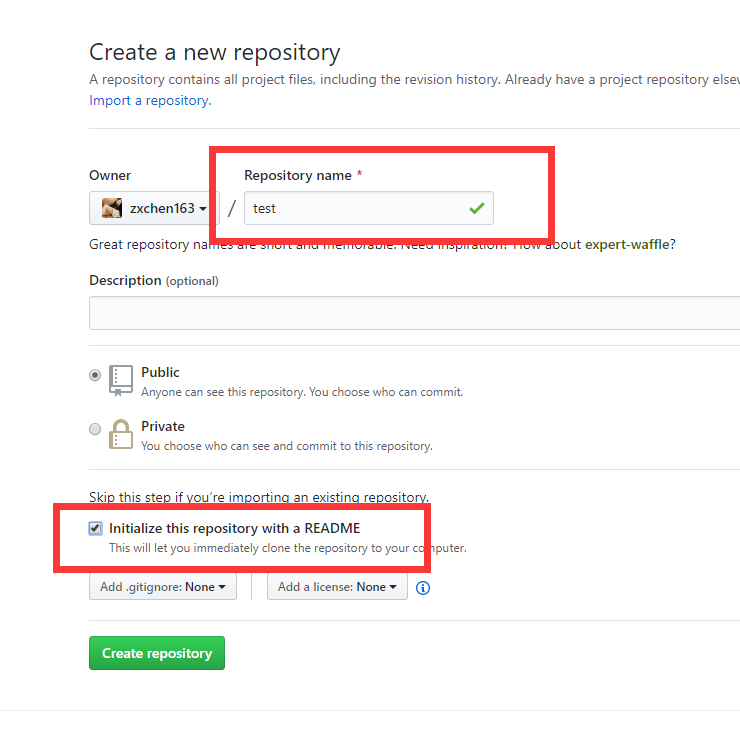 Create a new repository
A repository contains all project files, including the revision history. Already have a project repository
Import a repository.
Owner
Repository name *
zxchen163
/
test
Great repository names are short and memorable. Need inspiration? How about expert-waffle?
Description (optional)
Public
Anyone can see this repository. You choose who can commit.
Private
You choose who can see and commit to this repository.
Skip this step if you're importing an existing repository.
Initialize this repository with a README
This will let you immediately clone the repository to your computer.
Add .gitignore: None
Add a license: None
Create repository